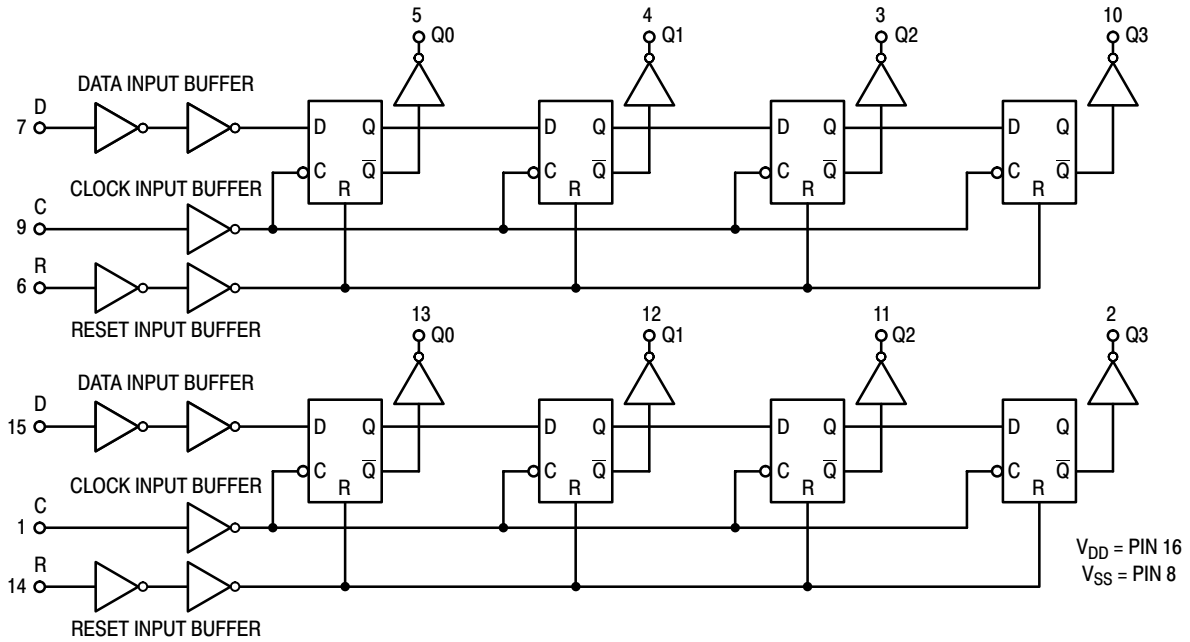 5 4 3 10
Q0 Q1 Q2 Q3
DATA INPUT BUFFER
D
7
D Q D Q D Q D Q
CLOCK INPUT BUFFER
C Q̅ C Q̅ C Q̅ C Q̅
R R R R
C
9
R
6
RESET INPUT BUFFER
13 12 11 2
Q0 Q1 Q2 Q3
DATA INPUT BUFFER
D
15
D Q D Q D Q D Q
C Q̅ C Q̅ C Q̅ C Q̅
CLOCK INPUT BUFFER
R R R R
C
1
R
14
RESET INPUT BUFFER
V_DD = PIN 16
V_SS = PIN 8